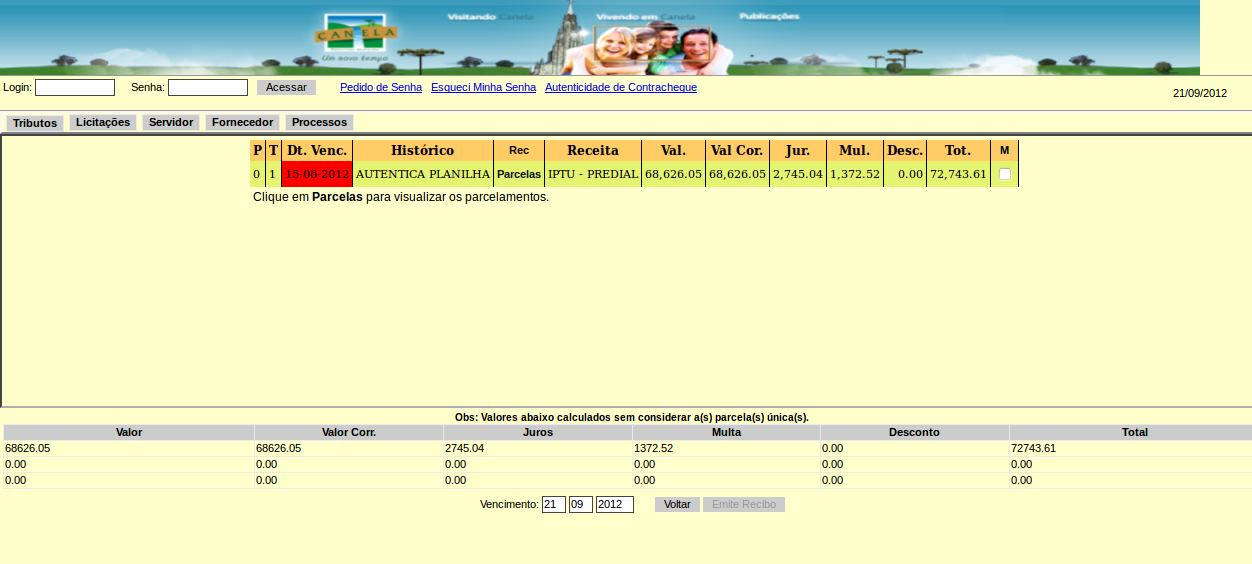 Visitando Canela Vivendo em Canela Publicações
CANELA
Um novo tempo
Login: Senha: Acessar Pedido de Senha Esqueci Minha Senha Autenticidade de Contracheque
21/09/2012
Tributos Licitações Servidor Fornecedor Processos
P T Dt. Venc. Histórico Rec Receita Val. Val Cor. Jur. Mul. Desc. Tot. M
0 1 15-06-2012 AUTENTICA PLANILHA Parcelas IPTU - PREDIAL 68,626.05 68,626.05 2,745.04 1,372.52 0.00 72,743.61
Clique em Parcelas para visualizar os parcelamentos.
Obs: Valores abaixo calculados sem considerar a(s) parcela(s) única(s).
Valor Valor Corr. Juros Multa Desconto Total
68626.05 68626.05 2745.04 1372.52 0.00 72743.61
0.00 0.00 0.00 0.00 0.00 0.00
0.00 0.00 0.00 0.00 0.00 0.00
Vencimento: 21 09 2012 Voltar Emite Recibo